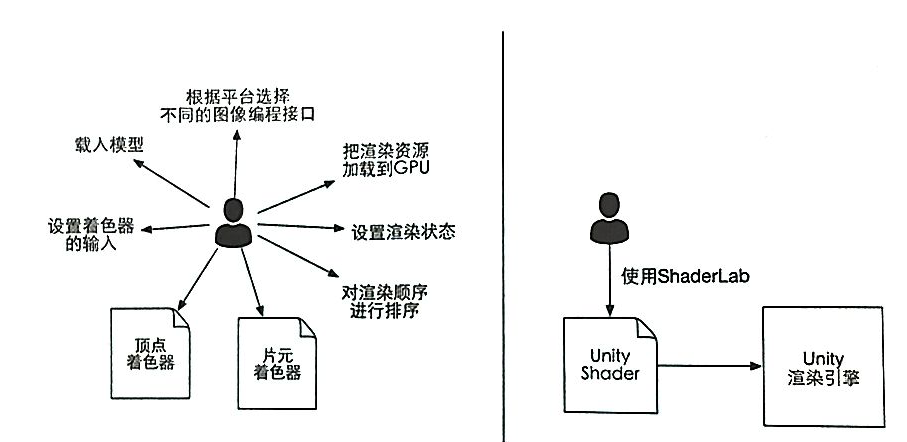 根据平台选择
不同的图像编程接口
载入模型
把渲染资源
加载到GPU
设置着色器
的输入
设置渲染状态
对渲染顺序
进行排序
顶点
着色器
片元
着色器
使用ShaderLab
Unity
Shader
Unity
渲染引擎